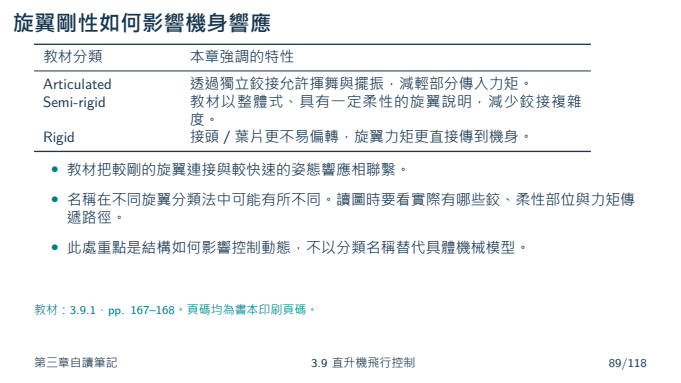 旋翼剛性如何影響機身響應
教材分類 本章強調的特性
Articulated 透過獨立鉸接允許揮舞與擺振，減輕部分傳入力矩。
Semi-rigid 教材以整體式、具有一定柔性的旋翼說明，減少鉸接複雜
度。
Rigid 接頭 / 葉片更不易偏轉，旋翼力矩更直接傳到機身。
• 教材把較剛的旋翼連接與較快速的姿態響應相聯繫。
• 名稱在不同旋翼分類法中可能有所不同。讀圖時要看實際有哪些鉸、柔性部位與力矩傳
遞路徑。
• 此處重點是結構如何影響控制動態，不以分類名稱替代具體機械模型。
教材：3.9.1，pp. 167–168。頁碼均為書本印刷頁碼。
第三章自讀筆記 3.9 直升機飛行控制 89/118